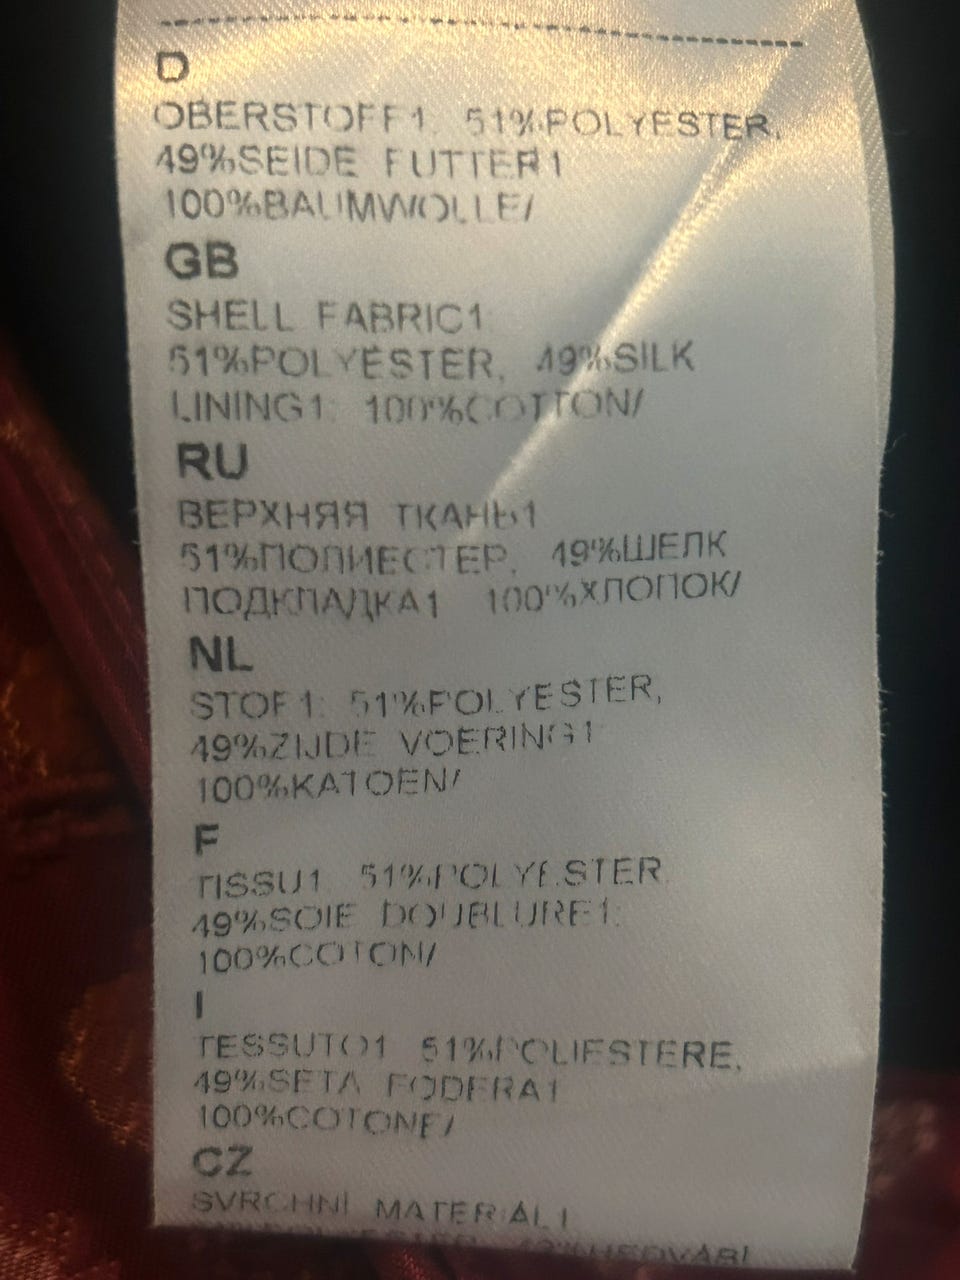 D
OBERSTOFF1: 51%POLYESTER,
49%SEIDE FUTTER1
100%BAUMWOLLE/
GB
SHELL FABRIC1:
51%POLYESTER, 49%SILK
LINING1: 100%COTTON/
RU
ВЕРХНЯЯ ТКАНЬ1
51%ПОЛИЕСТЕР, 49%ШЕЛК
ПОДКЛАДКА1 100%ХЛОПОК/
NL
STOF1: 51%POLYESTER,
49%ZIJDE VOERING1
100%KATOEN/
F
TISSU1 51%POLYESTER
49%SOIE DOUBLURE1:
100%COTON/
I
TESSUTO1 51%POLIESTERE,
49%SETA FODERA1
100%COTONE/
CZ
SVRCHNÍ MATERIÁL1
49%HEDVÁBÍ